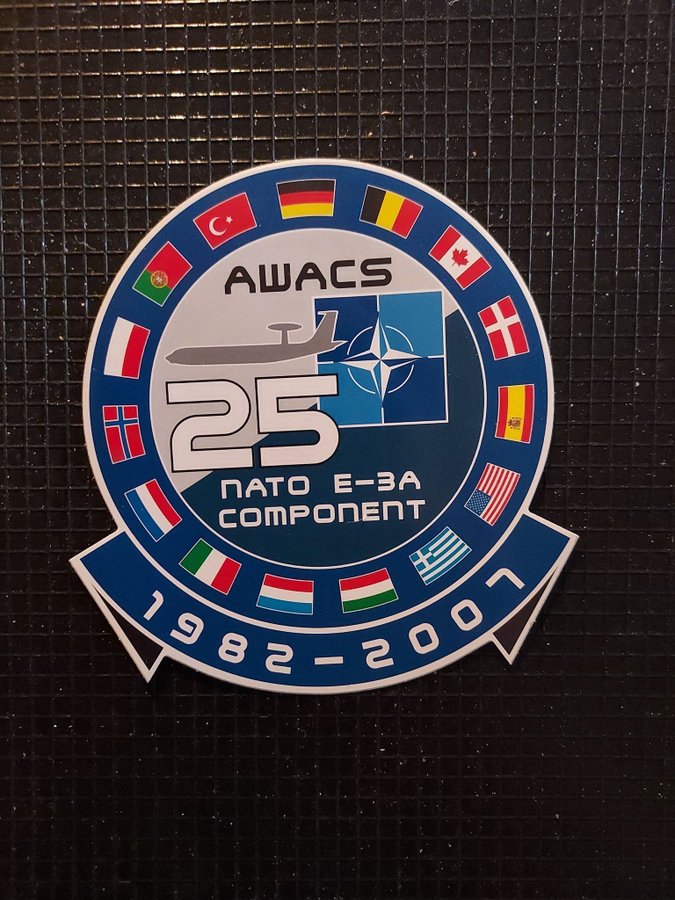 AWACS
25
NATO E-3A
COMPONENT
1982-2007